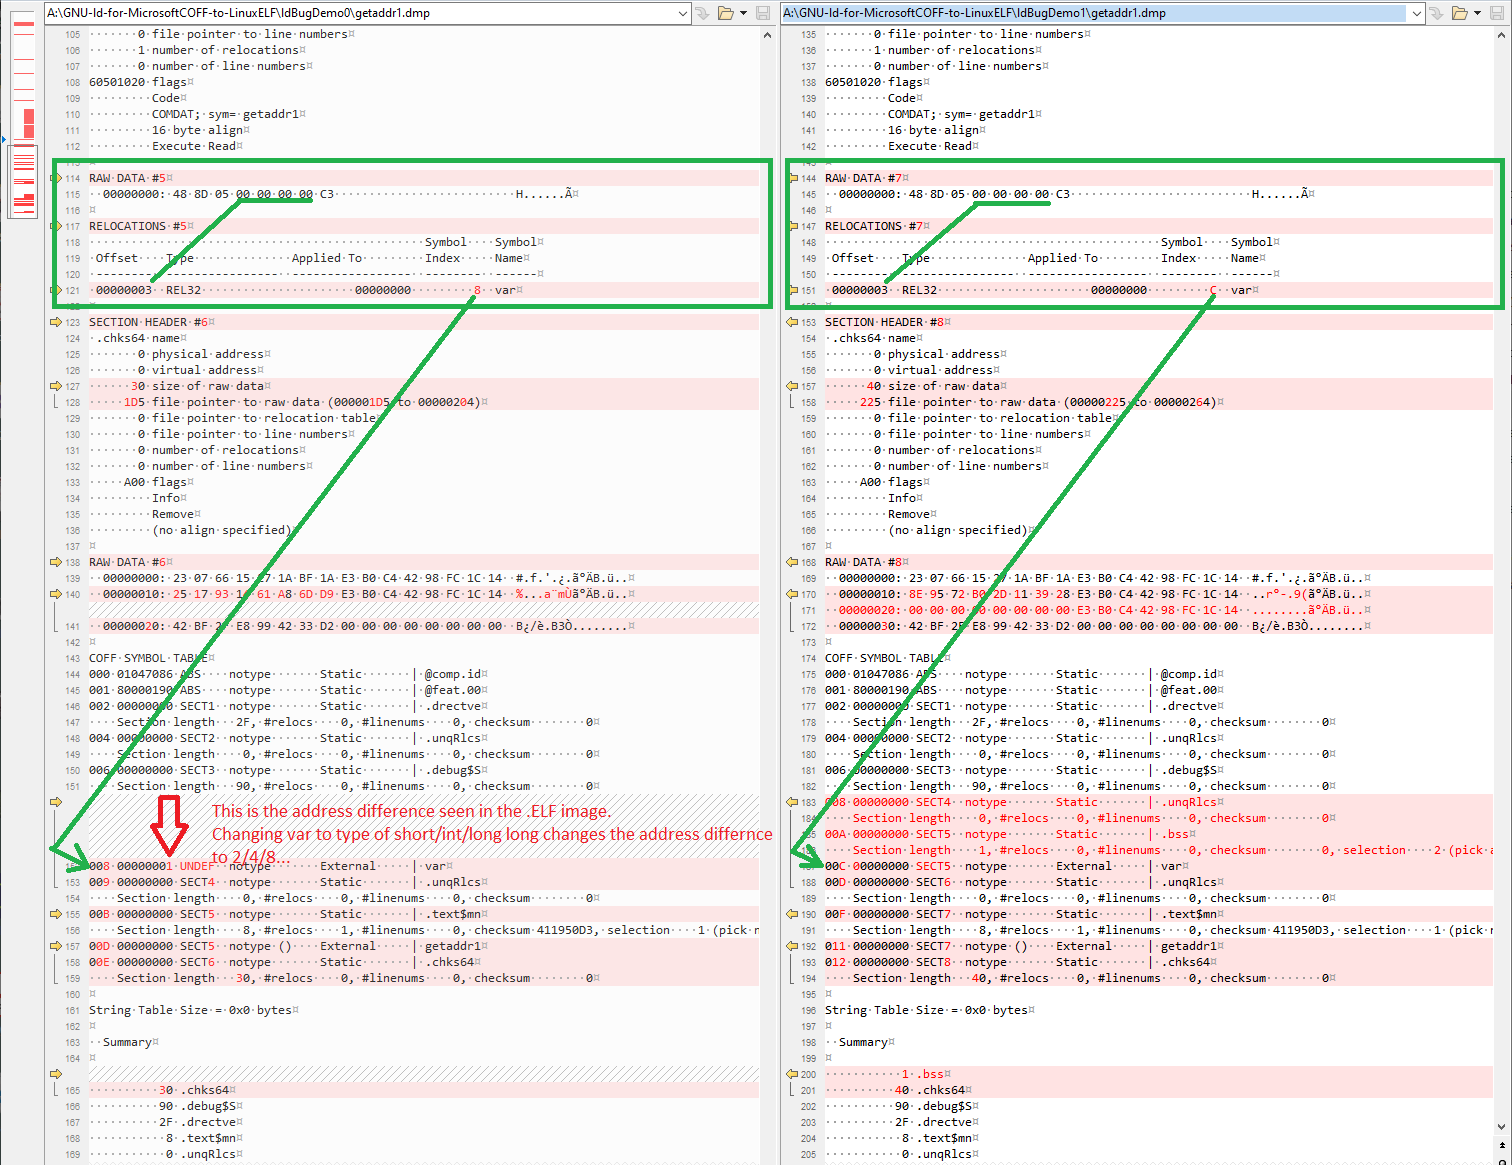 A:\GNU-ld-for-MicrosoftCOFF-to-LinuxELF\ldBugDemo0\getaddr1.dmp
105 0 file pointer to line numbers
106 1 number of relocations
107 0 number of line numbers
108 60501020 flags
109 Code
110 COMDAT; sym= getaddr1
111 16 byte align
112 Execute Read
114 RAW DATA #5
115 00000000: 48 8D 05 00 00 00 00 C3 H......Ã
116
117 RELOCATIONS #5
118 Symbol Symbol
119 Offset Type Applied To Index Name
120 -------- ---------------- ----------------- -------- ------
121 00000003 REL32 00000000 8 var
123 SECTION HEADER #6
124 .chks64 name
125 0 physical address
126 0 virtual address
127 30 size of raw data
128 1D5 file pointer to raw data (000001D5 to 00000204)
129 0 file pointer to relocation table
130 0 file pointer to line numbers
131 0 number of relocations
132 0 number of line numbers
133 A00 flags
134 Info
135 Remove
136 (no align specified)
137
138 RAW DATA #6
139 00000000: 23 07 66 15 27 1A BF 1A E3 B0 C4 42 98 FC 1C 14 #.f.'.¿.ã°ÄB.ü..
140 00000010: 25 17 93 14 61 A8 6D D9 E3 B0 C4 42 98 FC 1C 14 %...a¨mÙã°ÄB.ü..
141 00000020: 42 BF 2F E8 99 42 33 D2 00 00 00 00 00 00 00 00 B¿/è.B3Ò........
142
143 COFF SYMBOL TABLE
144 000 01047086 ABS notype Static | @comp.id
145 001 80000190 ABS notype Static | @feat.00
146 002 00000000 SECT1 notype Static | .drectve
147 Section length 2F, #relocs 0, #linenums 0, checksum 0
148 004 00000000 SECT2 notype Static | .unqRlcs
149 Section length 0, #relocs 0, #linenums 0, checksum 0
150 006 00000000 SECT3 notype Static | .debug$S
151 Section length 90, #relocs 0, #linenums 0, checksum 0
This is the address difference seen in the .ELF image.
Changing var to type of short/int/long long changes the address differnce
to 2/4/8...
008 00000001 UNDEF notype External | var
153 009 00000000 SECT4 notype Static | .unqRlcs
154 Section length 0, #relocs 0, #linenums 0, checksum 0
155 00B 00000000 SECT5 notype Static | .text$mn
156 Section length 8, #relocs 1, #linenums 0, checksum 411950D3, selection 1 (pick
157 00D 00000000 SECT5 notype () External | getaddr1
158 00E 00000000 SECT6 notype Static | .chks64
159 Section length 30, #relocs 0, #linenums 0, checksum 0
160
161 String Table Size = 0x0 bytes
162
163 Summary
164
165 30 .chks64
166 90 .debug$S
167 2F .drectve
168 8 .text$mn
169 0 .unqRlcs
A:\GNU-ld-for-MicrosoftCOFF-to-LinuxELF\ldBugDemo1\getaddr1.dmp
135 0 file pointer to line numbers
136 1 number of relocations
137 0 number of line numbers
138 60501020 flags
139 Code
140 COMDAT; sym= getaddr1
141 16 byte align
142 Execute Read
144 RAW DATA #7
145 00000000: 48 8D 05 00 00 00 00 C3 H......Ã
146
147 RELOCATIONS #7
148 Symbol Symbol
149 Offset Type Applied To Index Name
150 -------- ---------------- ----------------- -------- ------
151 00000003 REL32 00000000 C var
153 SECTION HEADER #8
154 .chks64 name
155 0 physical address
156 0 virtual address
157 40 size of raw data
158 225 file pointer to raw data (00000225 to 00000264)
159 0 file pointer to relocation table
160 0 file pointer to line numbers
161 0 number of relocations
162 0 number of line numbers
163 A00 flags
164 Info
165 Remove
166 (no align specified)
167
168 RAW DATA #8
169 00000000: 23 07 66 15 27 1A BF 1A E3 B0 C4 42 98 FC 1C 14 #.f.'.¿.ã°ÄB.ü..
170 00000010: 8E 95 72 B0 2D 11 39 28 E3 B0 C4 42 98 FC 1C 14 ..r°-.9(ã°ÄB.ü..
171 00000020: 00 00 00 00 00 00 00 00 E3 B0 C4 42 98 FC 1C 14 ........ã°ÄB.ü..
172 00000030: 42 BF 2F E8 99 42 33 D2 00 00 00 00 00 00 00 00 B¿/è.B3Ò........
173
174 COFF SYMBOL TABLE
175 000 01047086 ABS notype Static | @comp.id
176 001 80000190 ABS notype Static | @feat.00
177 002 00000000 SECT1 notype Static | .drectve
178 Section length 2F, #relocs 0, #linenums 0, checksum 0
179 004 00000000 SECT2 notype Static | .unqRlcs
180 Section length 0, #relocs 0, #linenums 0, checksum 0
181 006 00000000 SECT3 notype Static | .debug$S
182 Section length 90, #relocs 0, #linenums 0, checksum 0
183 008 00000000 SECT4 notype Static | .unqRlcs
184 Section length 0, #relocs 0, #linenums 0, checksum 0
00A 00000000 SECT5 notype Static | .bss
Section length 1, #relocs 0, #linenums 0, checksum 0, selection 2 (pick
00C 00000000 SECT5 notype External | var
188 00D 00000000 SECT6 notype Static | .unqRlcs
189 Section length 0, #relocs 0, #linenums 0, checksum 0
190 00F 00000000 SECT7 notype Static | .text$mn
191 Section length 8, #relocs 1, #linenums 0, checksum 411950D3, selection 1 (pick
192 011 00000000 SECT7 notype () External | getaddr1
193 012 00000000 SECT8 notype Static | .chks64
194 Section length 40, #relocs 0, #linenums 0, checksum 0
195
196 String Table Size = 0x0 bytes
197
198 Summary
199
200 1 .bss
201 40 .chks64
202 90 .debug$S
203 2F .drectve
204 8 .text$mn
205 0 .unqRlcs